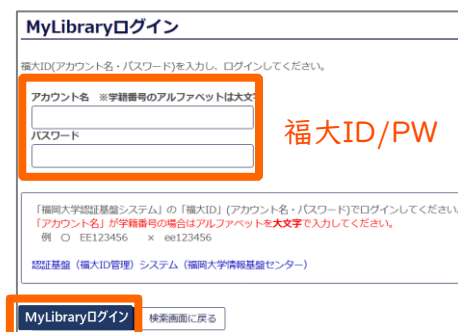 MyLibraryログイン
福大ID(アカウント名・パスワード)を入力し、ログインしてください。
アカウント名 ※学籍番号のアルファベットは大文
パスワード
福大ID/PW
「福岡大学認証基盤システム」の「福大ID」(アカウント名・パスワード)でログインしてください。
「アカウント名」が学籍番号の場合はアルファベットを大文字で入力してください。
例 ○ EE123456 × ee123456
認証基盤(福大ID管理)システム(福岡大学情報基盤センター)
MyLibraryログイン 検索画面に戻る